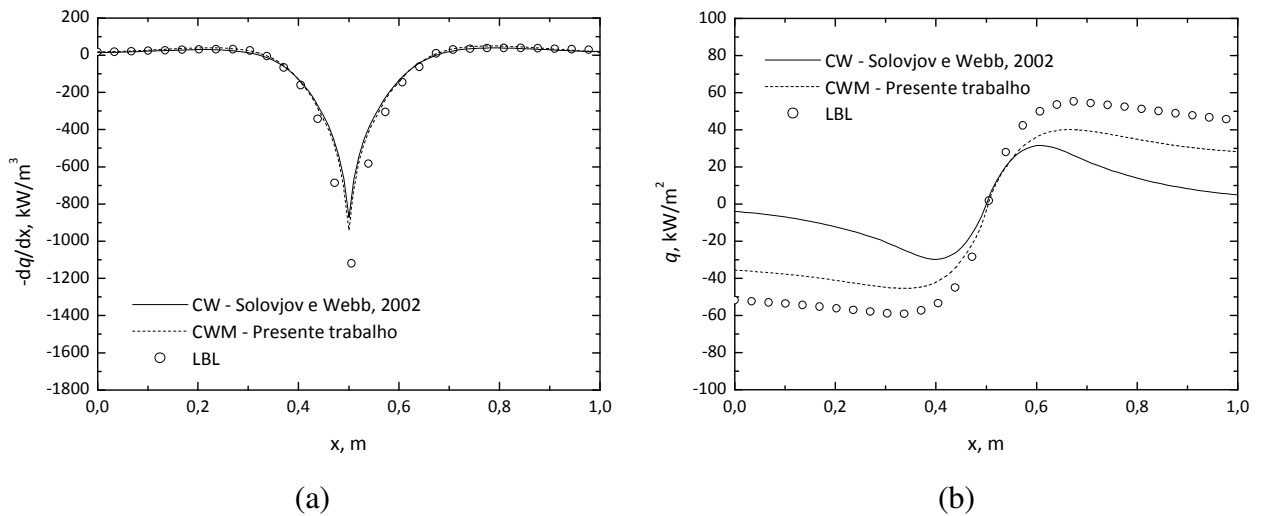 200
0
-200
-400
-600
-800
-1000
-1200
-1400
-1600
-1800
-dq/dx, kW/m³
CW - Solovjov e Webb, 2002
CWM - Presente trabalho
LBL
0,0 0,2 0,4 0,6 0,8 1,0
x, m
(a)
100
80
60
40
20
0
-20
-40
-60
-80
-100
q, kW/m²
CW - Solovjov e Webb, 2002
CWM - Presente trabalho
LBL
0,0 0,2 0,4 0,6 0,8 1,0
x, m
(b)